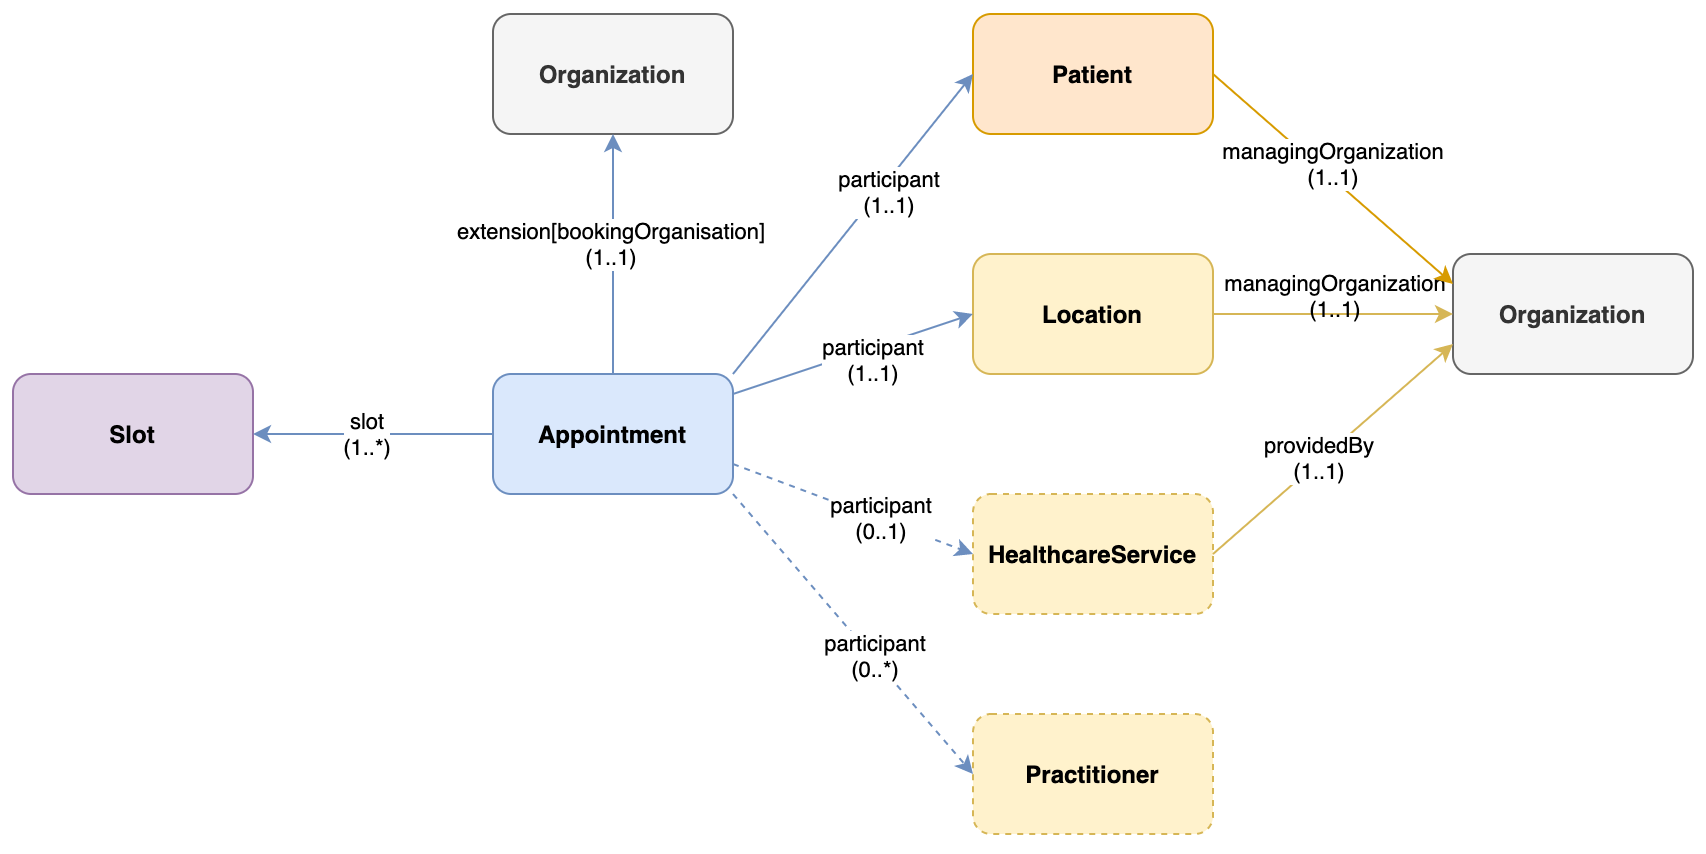 Organization
Patient
managingOrganization
(1..1)
participant
(1..1)
extension[bookingOrganisation]
(1..1)
managingOrganization
(1..1)
Location
Organization
participant
(1..1)
slot
(1..*)
Slot
Appointment
providedBy
(1..1)
participant
(0..1)
HealthcareService
participant
(0..*)
Practitioner